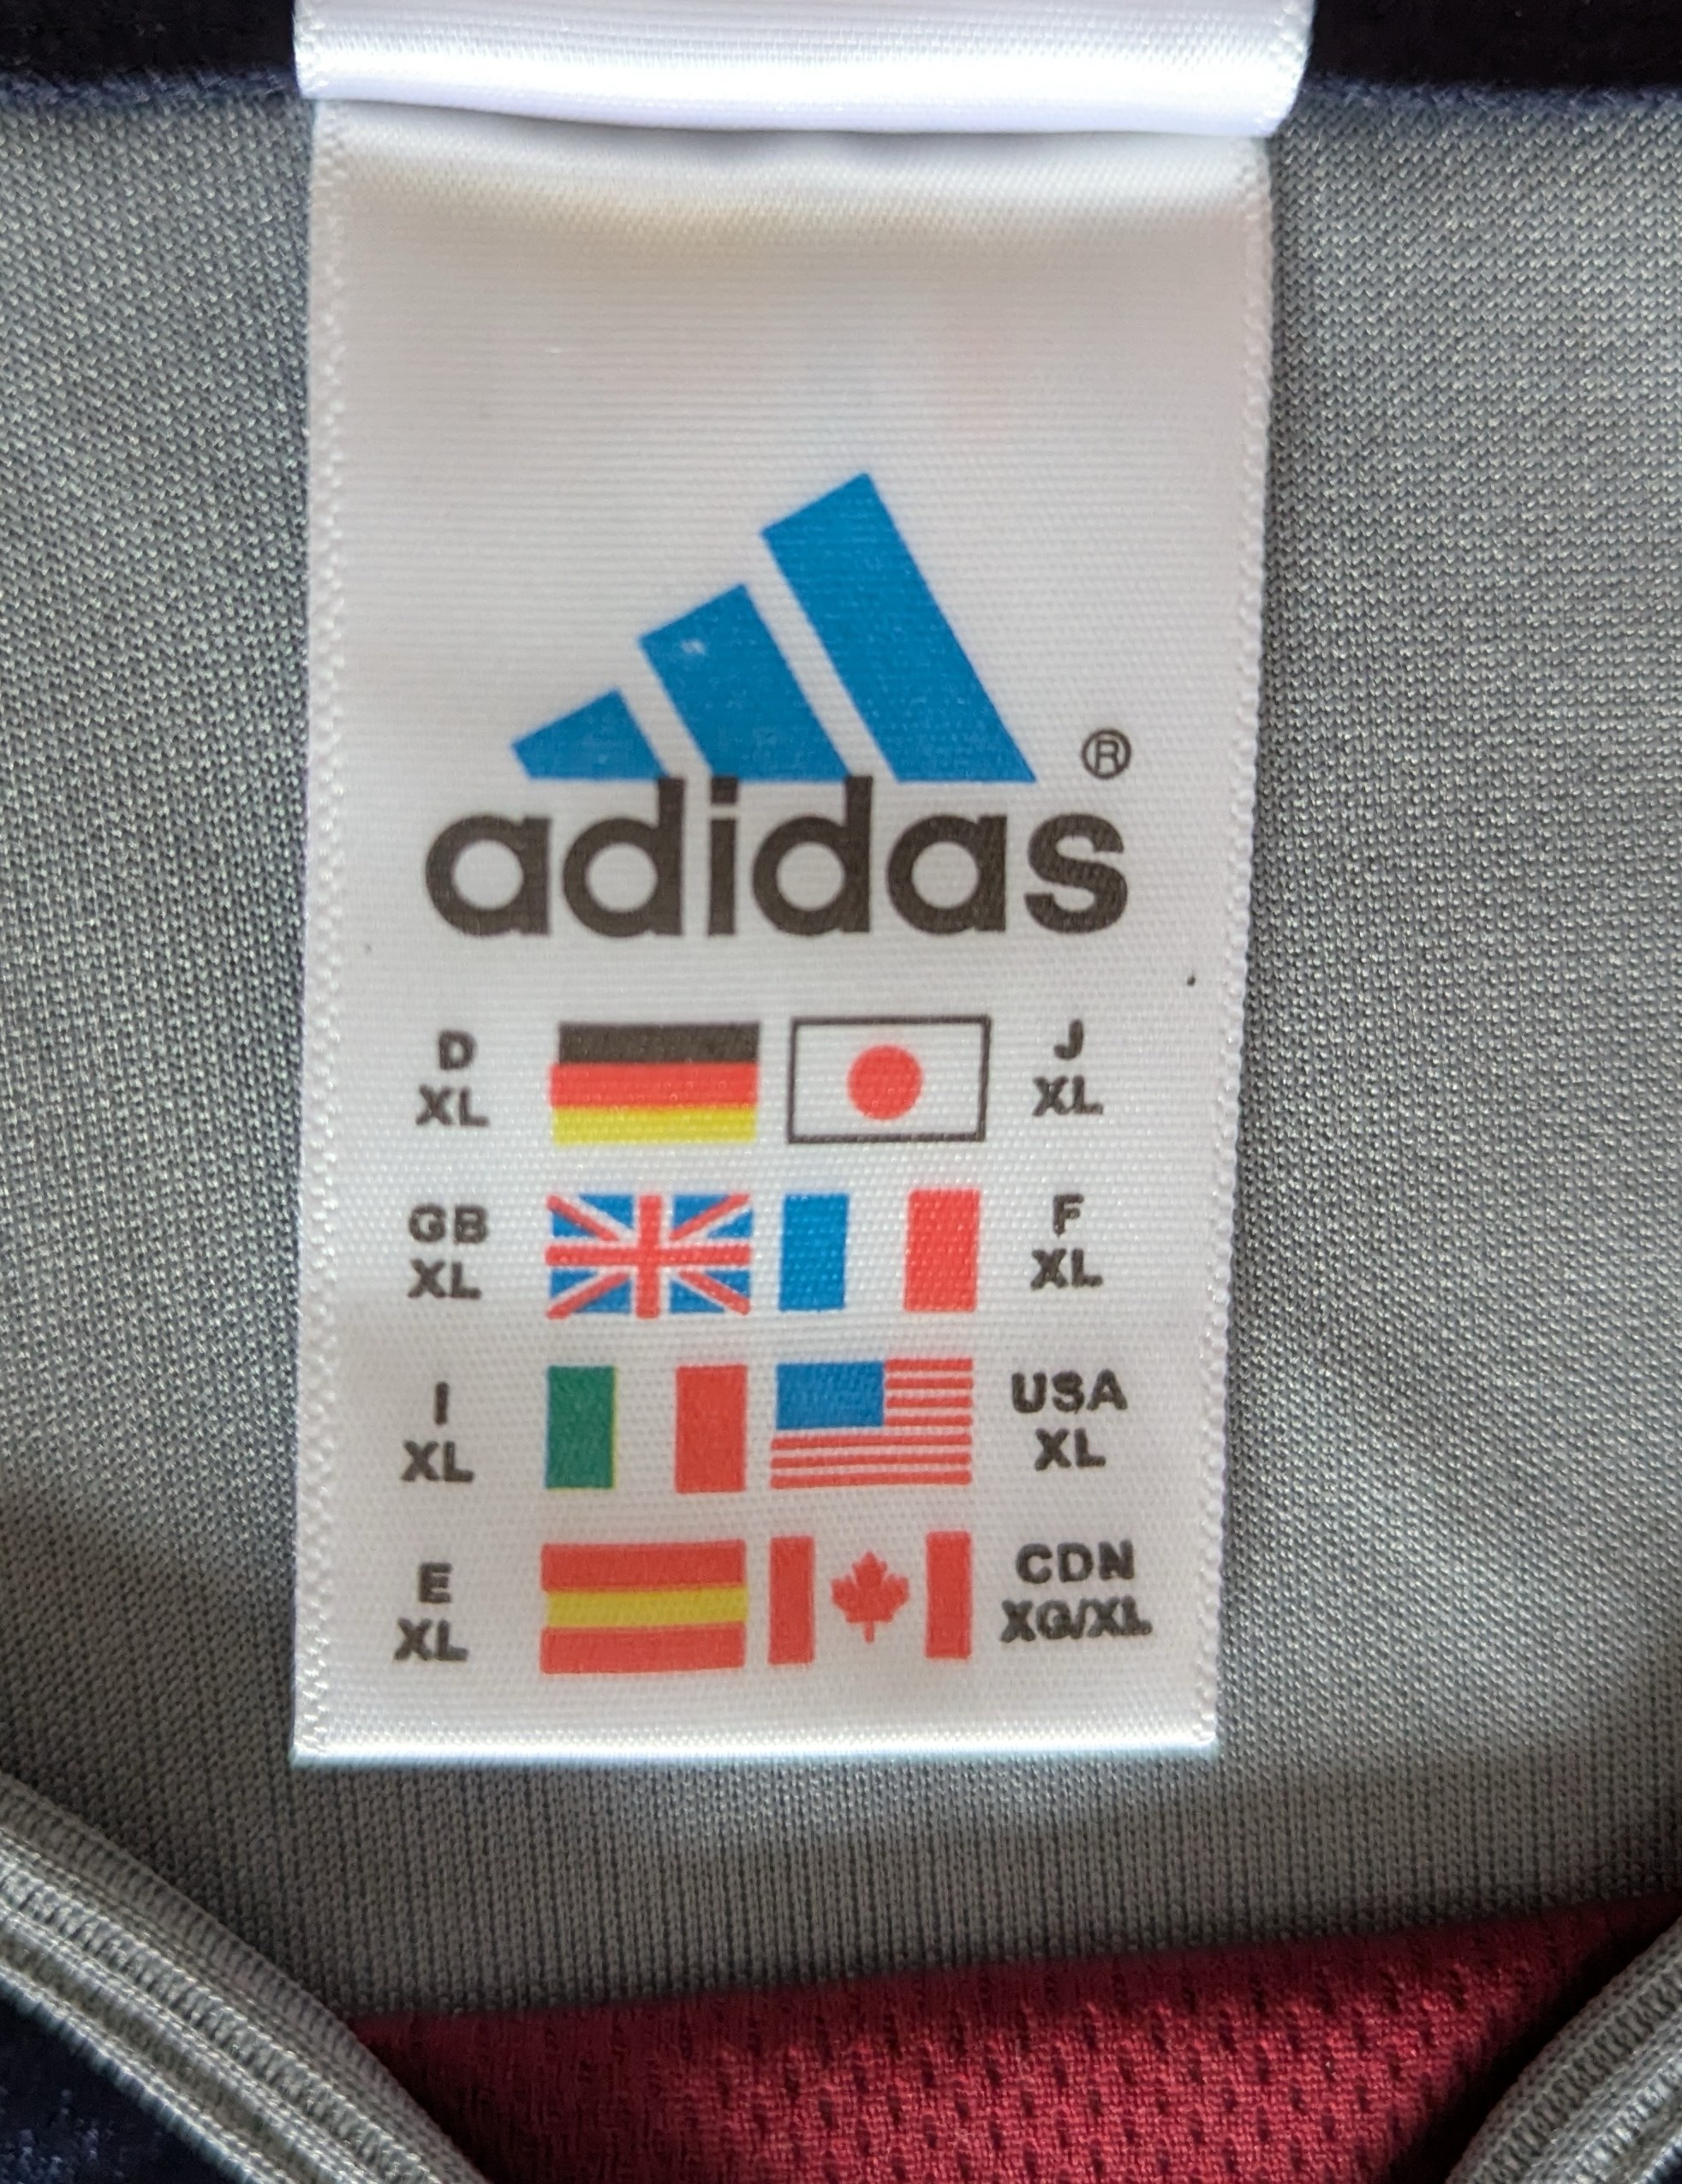 ®
adidas
D J
XL XL
GB F
XL XL
I USA
XL XL
E CDN
XL XG/XL